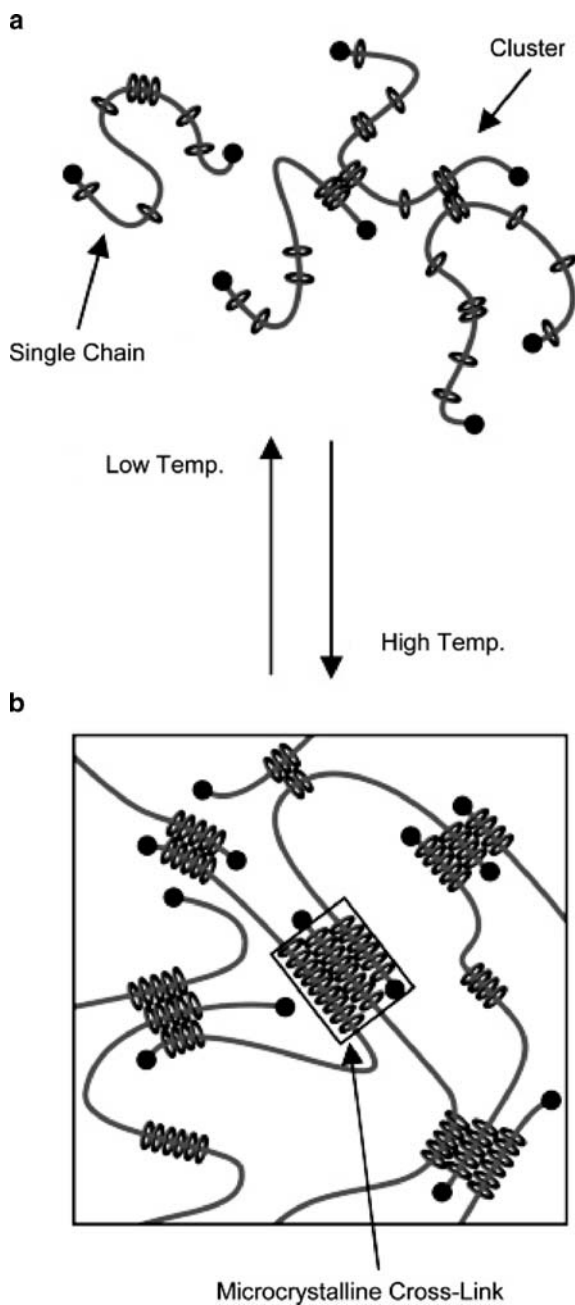 a
Cluster
Single Chain
Low Temp.
High Temp.
b
Microcrystalline Cross-Link